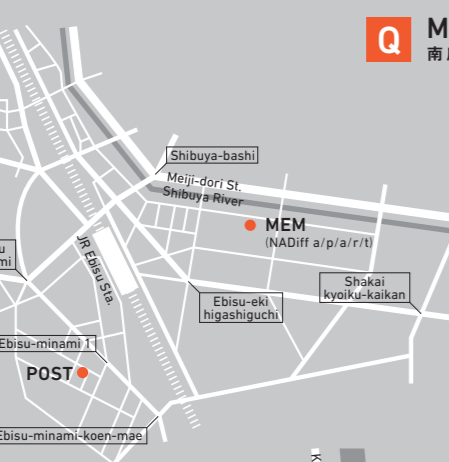 Q
M
南
Shibuya-bashi
Meiji-dori St.
Shibuya River
MEM
(NADiff a/p/a/r/t)
JR Ebisu Sta.
Shakai
kyoiku-kaikan
Ebisu-eki
higashiguchi
Ebisu-minami 1
POST
Ebisu-minami-koen-mae
K